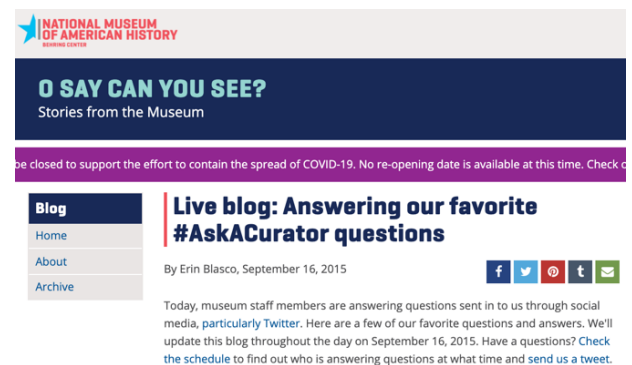 NATIONAL MUSEUM
OF AMERICAN HISTORY
BEHRING CENTER
O SAY CAN YOU SEE?
Stories from the Museum
be closed to support the effort to contain the spread of COVID-19. No re-opening date is available at this time. Check
Blog
Home
About
Archive
Live blog: Answering our favorite
#AskACurator questions
By Erin Blasco, September 16, 2015
Today, museum staff members are answering questions sent in to us through social
media, particularly Twitter. Here are a few of our favorite questions and answers. We'll
update this blog throughout the day on September 16, 2015. Have a questions? Check
the schedule to find out who is answering questions at what time and send us a tweet.